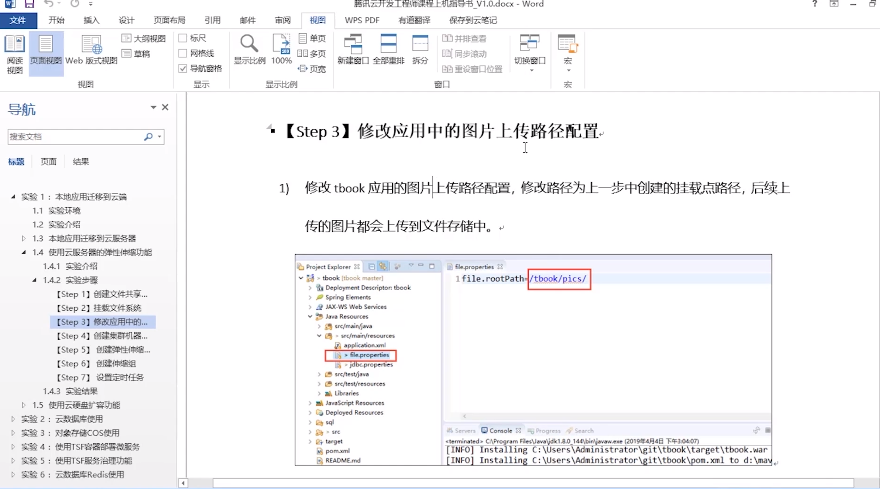 腾讯云开发工程师课程上机指导书_V1.0.docx - Word
文件 开始 插入 设计 页面布局 引用 邮件 审阅 视图 WPS PDF 有道翻译 保存到云笔记
阅读视图 页面视图 Web 版式视图 大纲视图 草稿
视图
标尺
网格线
导航窗格
显示
显示比例 100% 单页 多页 页宽
显示比例
新建窗口 全部重排 拆分
并排查看
同步滚动
重设窗口位置
切换窗口
窗口
宏
宏
导航
搜索文档
标题 页面 结果
实验 1： 本地应用迁移到云端
1.1 实验环境
1.2 实验介绍
1.3 本地应用迁移到云服务器
1.4 使用云服务器的弹性伸缩功能
1.4.1 实验介绍
1.4.2 实验步骤
【Step 1】创建文件共享...
【Step 2】挂载文件系统
【Step 3】修改应用中的...
【Step 4】创建集群机器...
【Step 5】 创建弹性伸缩...
【Step 6】 创建伸缩组
【Step 7】 设置定时任务
1.4.3 实验结果
1.5 使用云硬盘扩容功能
实验 2： 云数据库使用
实验 3： 对象存储COS使用
实验 4： 使用TSF容器部署微服务
实验 5： 使用TSF服务治理功能
实验 6： 云数据库Redis使用
【Step 3】修改应用中的图片上传路径配置
1) 修改 tbook 应用的图片上传路径配置，修改路径为上一步中创建的挂载点路径，后续上
传的图片都会上传到文件存储中。
Project Explorer
> tbook [tbook master]
Deployment Descriptor: tbook
Spring Elements
JAX-WS Web Services
Java Resources
src/main/java
> src/main/resources
application.xml
> file.properties
> jdbc.properties
src/test/java
src/test/resources
Libraries
JavaScript Resources
Deployed Resources
sql
> src
target
pom.xml
README.md
file.properties
1 file.rootPath=/tbook/pics/
Servers Console Progress Search
<terminated> C:\Program Files\Java\jdk1.8.0_144\bin\javaw.exe (2019年4月4日 下午3:04:07)
[INFO] Installing C:\Users\Administrator\git\tbook\target\tbook.war
[INFO] Installing C:\Users\Administrator\git\tbook\pom.xml to d:\mav